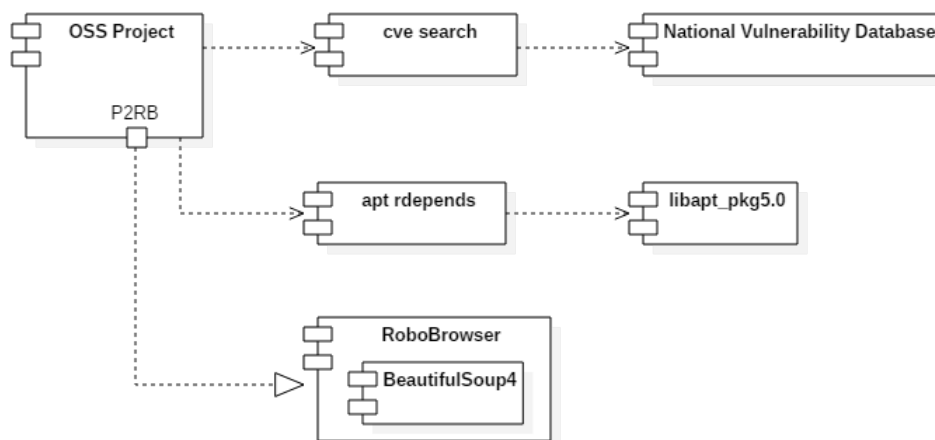 OSS Project
cve search
National Vulnerability Database
P2RB
apt rdepends
libapt_pkg5.0
RoboBrowser
BeautifulSoup4